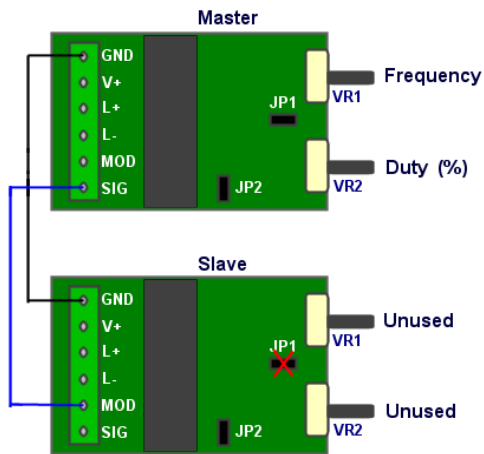 Master
GND
V+
L+
L-
MOD
SIG
JP1
JP2
VR1
Frequency
VR2
Duty (%)
Slave
GND
V+
L+
L-
MOD
SIG
JP1
JP2
VR1
Unused
VR2
Unused